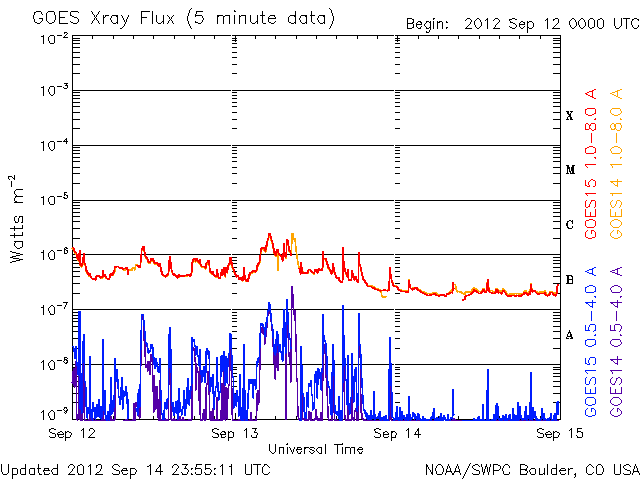 GOES Xray Flux (5 minute data)
Begin: 2012 Sep 12 0000 UTC
10⁻²
10⁻³
10⁻⁴
10⁻⁵
10⁻⁶
10⁻⁷
10⁻⁸
10⁻⁹
Watts m⁻²
X
M
C
B
A
GOES15 1.0-8.0 A
GOES14 1.0-8.0 A
GOES15 0.5-4.0 A
GOES14 0.5-4.0 A
Sep 12 Sep 13 Sep 14 Sep 15
Universal Time
Updated 2012 Sep 14 23:55:11 UTC
NOAA/SWPC Boulder, CO USA